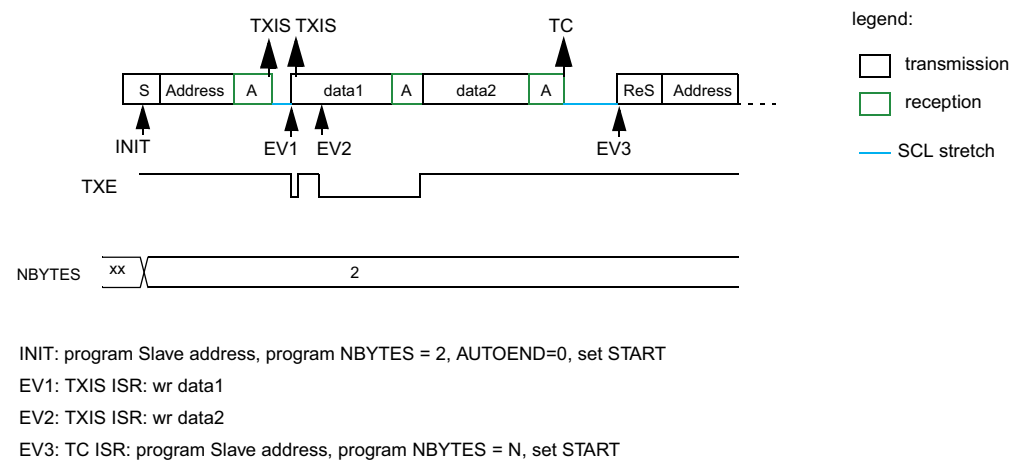 TXIS TXIS TC
legend:
S Address A data1 A data2 A ReS Address
transmission
reception
INIT EV1 EV2 EV3
SCL stretch
TXE
NBYTES xx 2
INIT: program Slave address, program NBYTES = 2, AUTOEND=0, set START
EV1: TXIS ISR: wr data1
EV2: TXIS ISR: wr data2
EV3: TC ISR: program Slave address, program NBYTES = N, set START